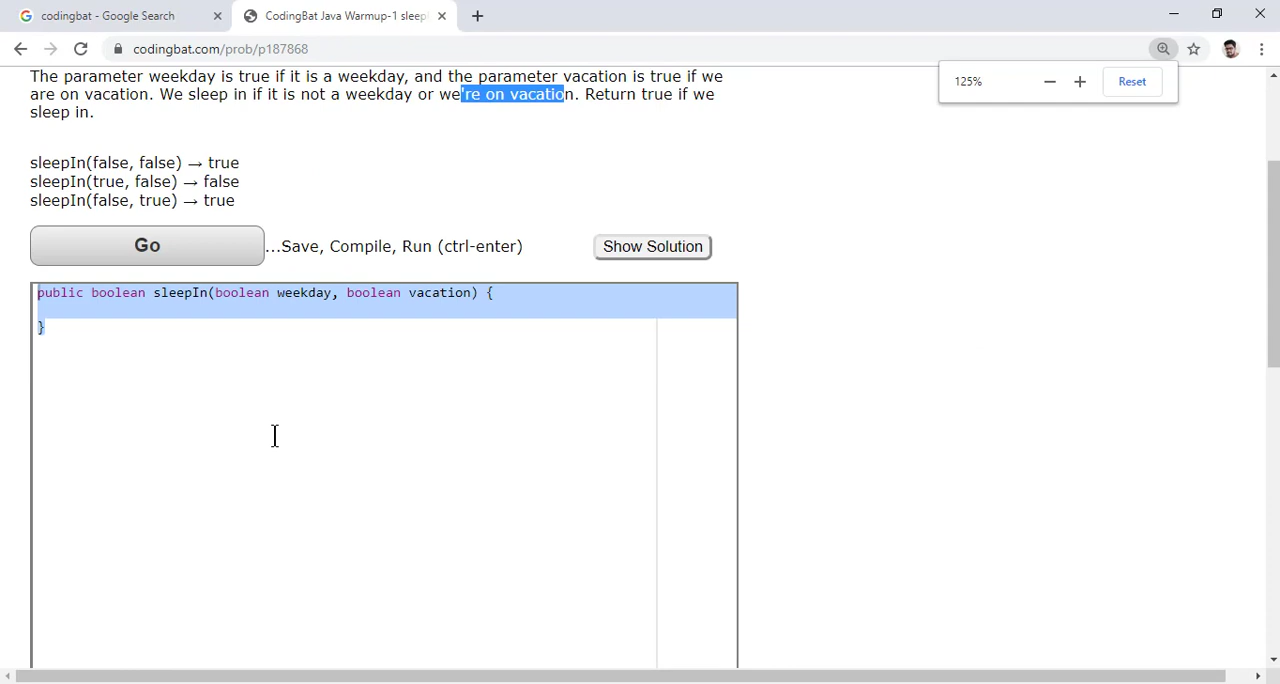 codingbat - Google Search
CodingBat Java Warmup-1 sleep
codingbat.com/prob/p187868
125%
Reset
The parameter weekday is true if it is a weekday, and the parameter vacation is true if we
are on vacation. We sleep in if it is not a weekday or we're on vacation. Return true if we
sleep in.
sleepIn(false, false) → true
sleepIn(true, false) → false
sleepIn(false, true) → true
Go
...Save, Compile, Run (ctrl-enter)
Show Solution
public boolean sleepIn(boolean weekday, boolean vacation) {
}